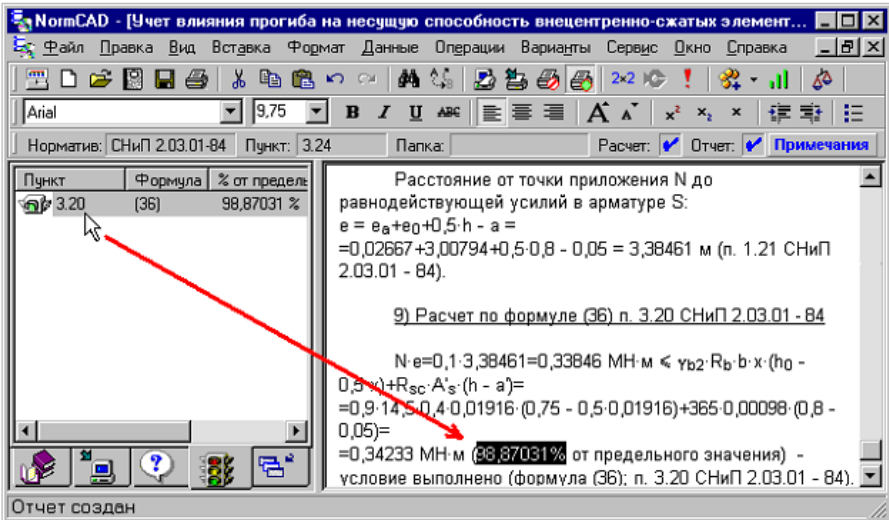 NormCAD - [Учет влияния прогиба на несущую способность внецентренно-сжатых элемент...
Файл Правка Вид Вставка Формат Данные Операции Варианты Сервис Окно Справка
2×2
Arial 9,75 B I U ABC A A x² x₂ ×
Норматив: СНиП 2.03.01-84 Пункт: 3.24 Папка: Расчет: Отчет: Примечания
Пункт Формула % от предель
3.20 (36) 98,87031 %
Расстояние от точки приложения N до
равнодействующей усилий в арматуре S:
e = eₐ+e₀+0,5·h - a =
=0,02667+3,00794+0,5·0,8 - 0,05 = 3,38461 м (п. 1.21 СНиП
2.03.01 - 84).
9) Расчет по формуле (36) п. 3.20 СНиП 2.03.01 - 84
N·e=0,1·3,38461=0,33846 МН·м ⩽ γb2·Rb·b·x·(h0 -
0,5·x)+Rsc·A's·(h - a')=
=0,9·14,5·0,4·0,01916·(0,75 - 0,5·0,01916)+365·0,00098·(0,8 -
0,05)=
=0,34233 МН·м (98,87031% от предельного значения) -
условие выполнено (формула (36); п. 3.20 СНиП 2.03.01 - 84).
Отчет создан